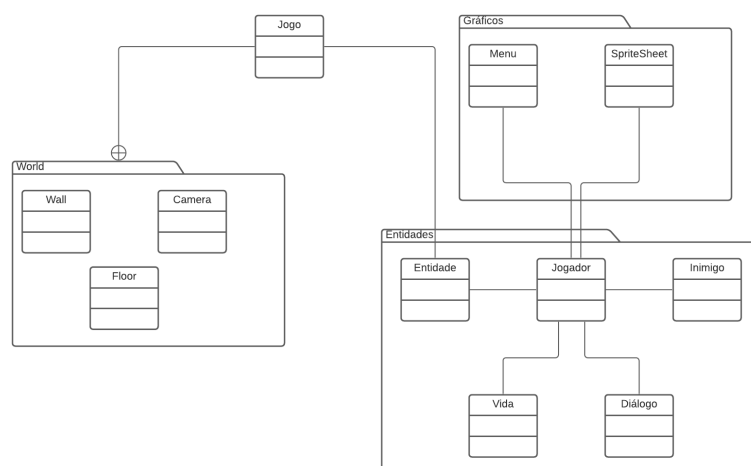 Jogo
Gráficos
Menu
SpriteSheet
World
Wall
Camera
Floor
Entidades
Entidade
Jogador
Inimigo
Vida
Diálogo